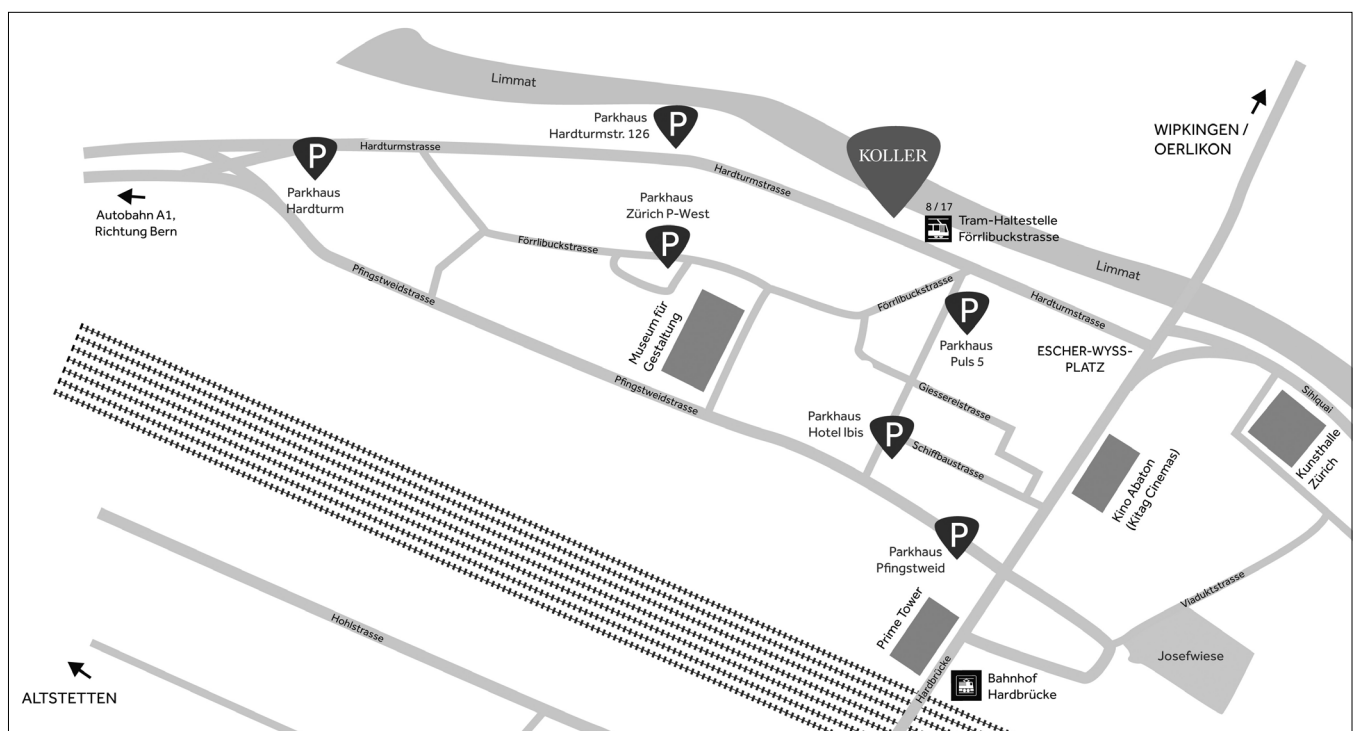 Limmat
WIPKINGEN /
OERLIKON
Parkhaus
Hardturmstr. 126
P
KOLLER
Hardturmstrasse
P
Parkhaus
Hardturm
Hardturmstrasse
Autobahn A1,
Richtung Bern
Parkhaus
Zürich P-West
P
8 / 17
Tram-Haltestelle
Förrlibuckstrasse
Förrlibuckstrasse
Limmat
Pfingstweidstrasse
Förrlibuckstrasse
Hardturmstrasse
P
Parkhaus
Puls 5
Museum für
Gestaltung
ESCHER-WYSS-
PLATZ
Pfingstweidstrasse
Giessereistrasse
Sihlquai
Parkhaus
Hotel Ibis
P
Schiffbaustrasse
Kino Abaton
(Kitag Cinemas)
Kunsthalle
Zürich
P
Parkhaus
Pfingstweid
Viaduktstrasse
Prime Tower
Hohlstrasse
Josefwiese
Hardbrücke
Bahnhof
Hardbrücke
ALTSTETTEN